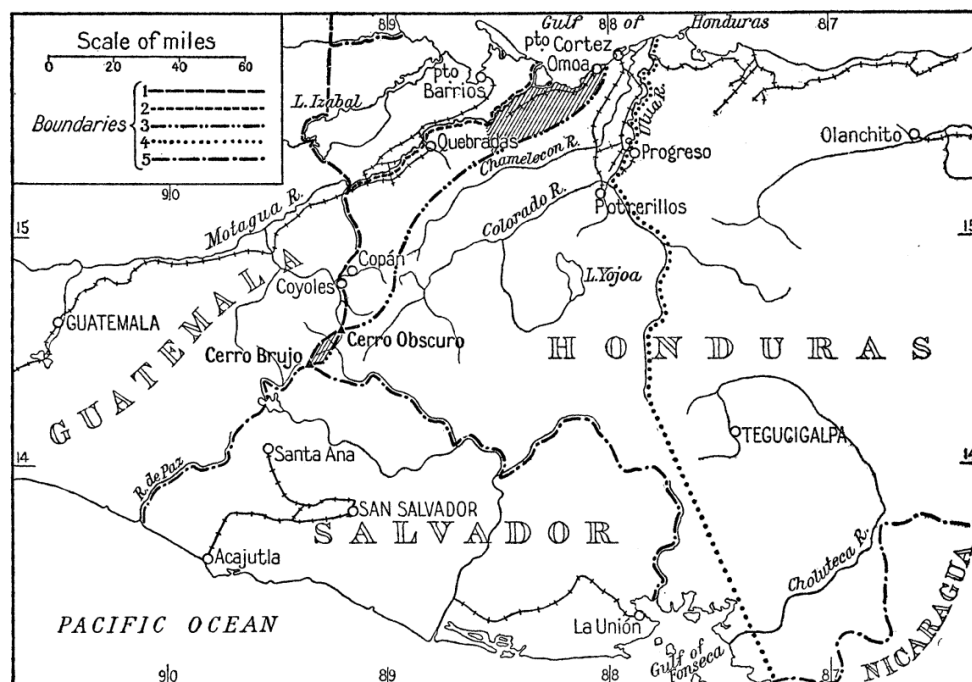 89
88
87
Gulf of Honduras
Scale of miles
0 20 40 60
Boundaries
1
2
3
4
5
pto Cortez
Omoa
pto Barrios
L. Izabal
Quebradas
Chamelecon R.
Ulua R.
Progreso
Olanchito
90
Motagua R.
Colorado R.
Potrerillos
15
15
Copán
Coyoles
L. Yojoa
GUATEMALA
GUATEMALA
Cerro Obscuro
Cerro Brujo
HONDURAS
TEGUCIGALPA
14
14
Santa Ana
R. de Paz
SAN SALVADOR
SALVADOR
Acajutla
Choluteca R.
PACIFIC OCEAN
La Unión
Gulf of Fonseca
NICARAGUA
90
89
88
87